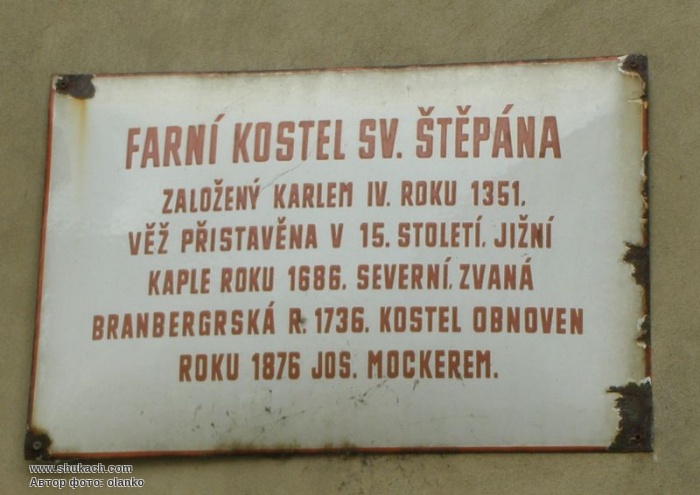 FARNÍ KOSTEL SV. ŠTĚPÁNA
ZALOŽENÝ KARLEM IV. ROKU 1351.
VĚŽ PŘISTAVĚNA V 15. STOLETÍ. JIŽNÍ
KAPLE ROKU 1686. SEVERNÍ, ZVANÁ
BRANBERGRSKÁ R. 1736. KOSTEL OBNOVEN
ROKU 1876 JOS. MOCKEREM.
www.shukach.com
Автор фото: olanko